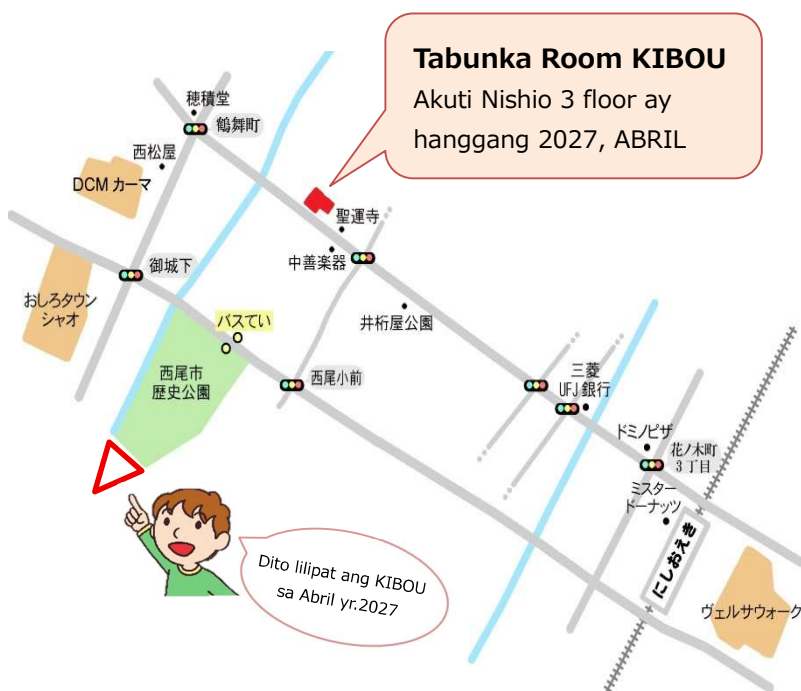 Tabunka Room KIBOU
Akuti Nishio 3 floor ay
hanggang 2027, ABRIL
穂積堂
鶴舞町
西松屋
DCM カーマ
聖運寺
中善楽器
御城下
おしろタウン
シャオ
バスてい
井桁屋公園
西尾市
歴史公園
西尾小前
三菱
UFJ 銀行
ドミノピザ
花ノ木町
3丁目
ミスター
ドーナッツ
にしおえき
ヴェルサウォーク
Dito lilipat ang KIBOU
sa Abril yr.2027